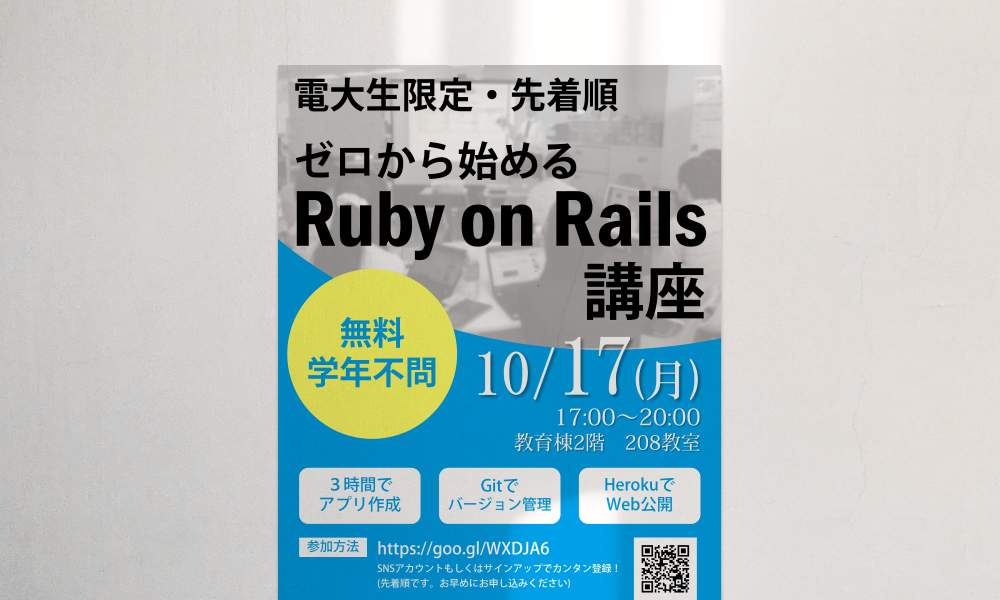 電大生限定・先着順
ゼロから始める
Ruby on Rails
講座
無料
学年不問
10/17(月)
17:00〜20:00
教育棟2階　208教室
３時間で
アプリ作成
Gitで
バージョン管理
Herokuで
Web公開
参加方法
https://goo.gl/WXDJA6
SNSアカウントもしくはサインアップでカンタン登録！
(先着順です。お早めにお申し込みください)